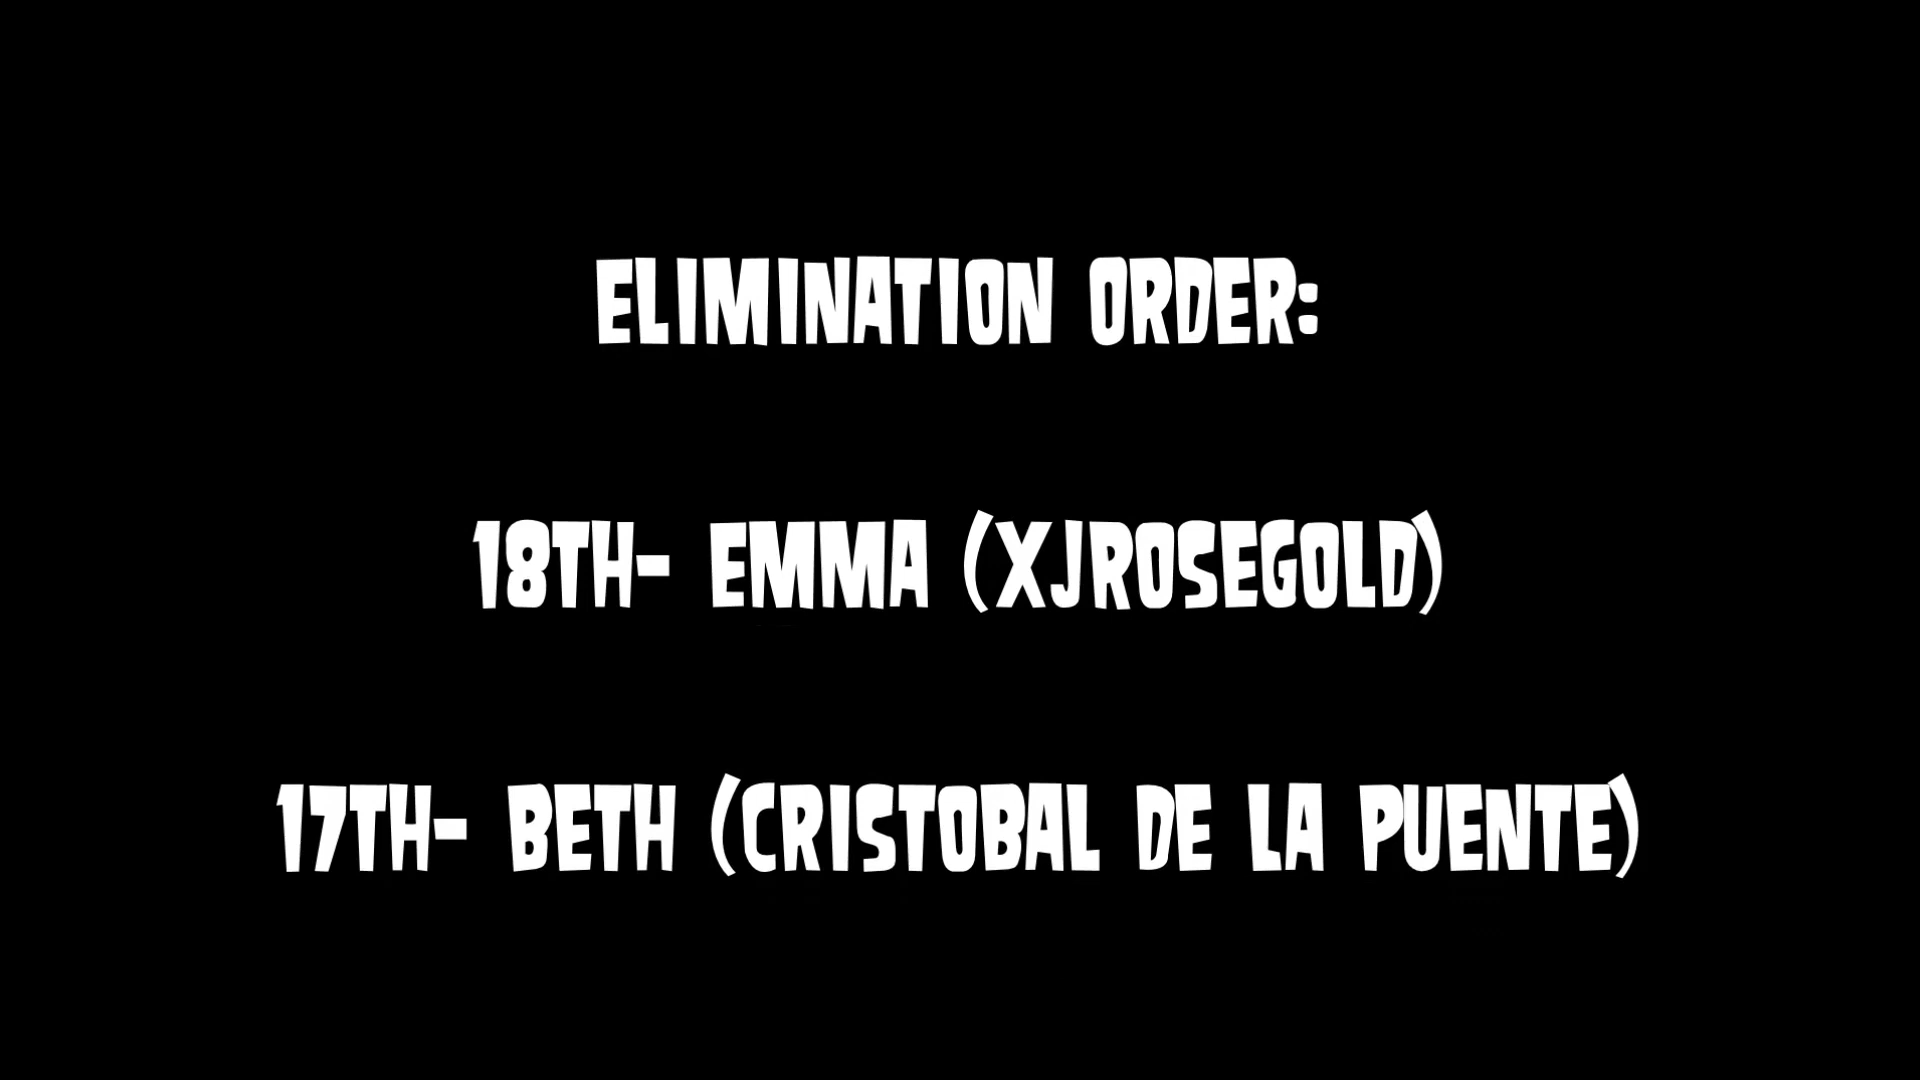 ELIMINATION ORDER:
18TH- EMMA (XJROSEGOLD)
17TH- BETH (CRISTOBAL DE LA PUENTE)